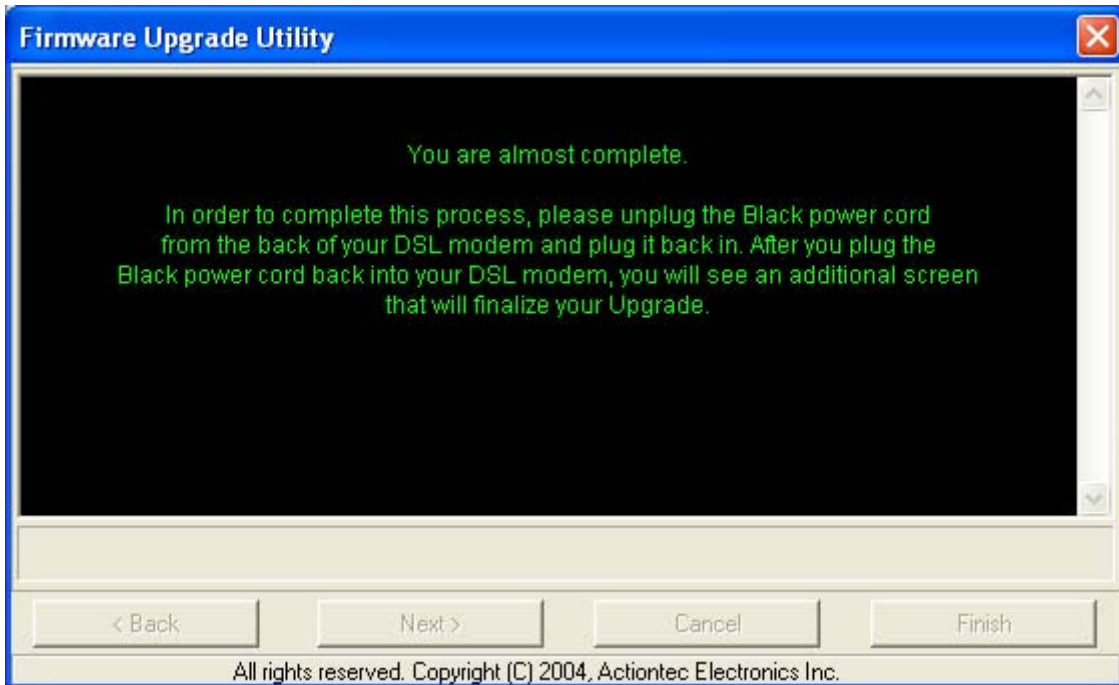 Firmware Upgrade Utility
You are almost complete.
In order to complete this process, please unplug the Black power cord
from the back of your DSL modem and plug it back in. After you plug the
Black power cord back into your DSL modem, you will see an additional screen
that will finalize your Upgrade.
< Back
Next >
Cancel
Finish
All rights reserved. Copyright (C) 2004, Actiontec Electronics Inc.